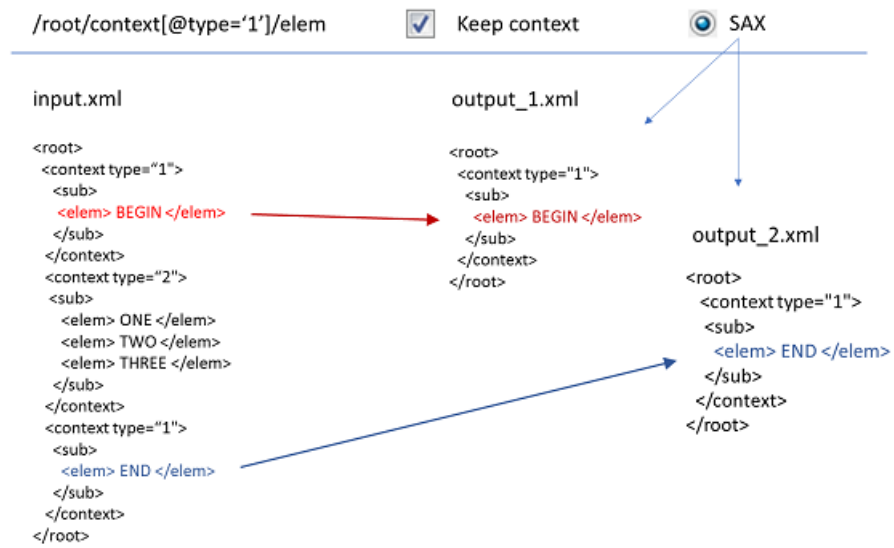 /root/context[@type=‘1’]/elem
Keep context
SAX
input.xml
<root>
<context type=“1">
<sub>
<elem> BEGIN </elem>
</sub>
</context>
<context type=“2">
<sub>
<elem> ONE </elem>
<elem> TWO </elem>
<elem> THREE </elem>
</sub>
</context>
<context type=“1">
<sub>
<elem> END </elem>
</sub>
</context>
</root>
output_1.xml
<root>
<context type="1">
<sub>
<elem> BEGIN </elem>
</sub>
</context>
</root>
output_2.xml
<root>
<context type="1">
<sub>
<elem> END </elem>
</sub>
</context>
</root>